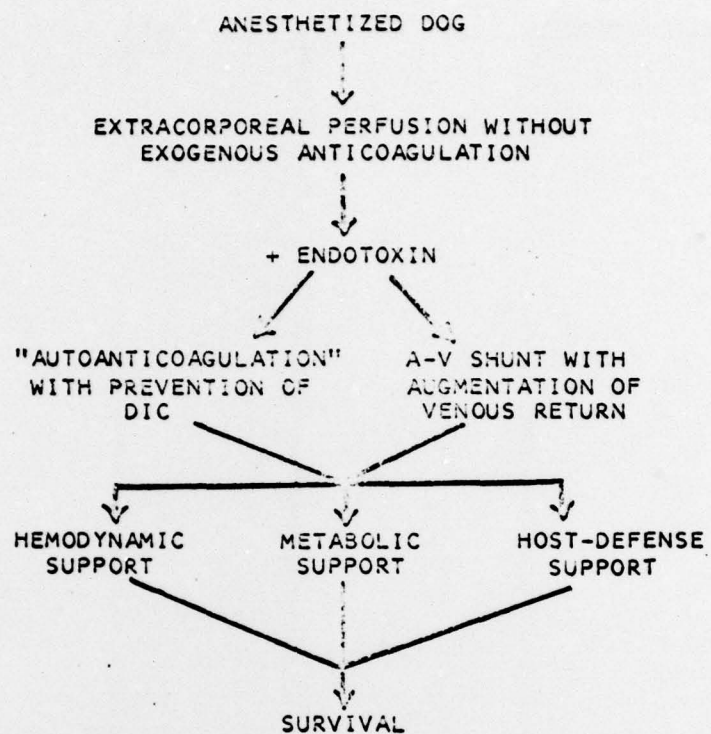 ANESTHETIZED DOG
EXTRACORPOREAL PERFUSION WITHOUT
EXOGENOUS ANTICOAGULATION
+ ENDOTOXIN
"AUTOANTICOAGULATION"
WITH PREVENTION OF
DIC
A-V SHUNT WITH
AUGMENTATION OF
VENOUS RETURN
HEMODYNAMIC
SUPPORT
METABOLIC
SUPPORT
HOST-DEFENSE
SUPPORT
SURVIVAL